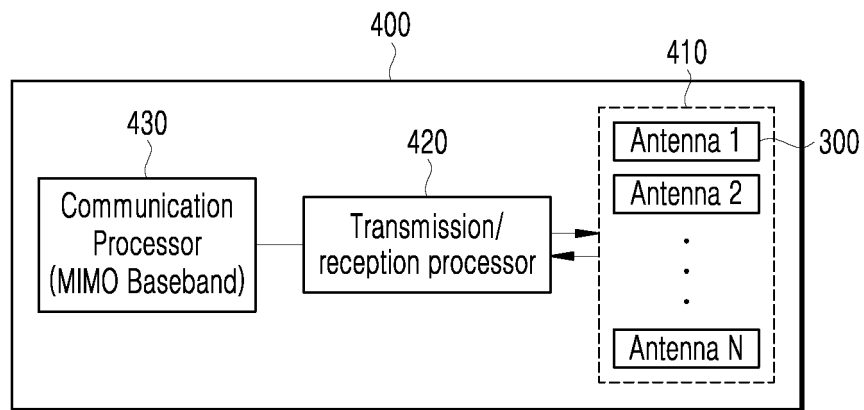 400
410
430
420
Antenna 1
300
Antenna 2
Communication
Processor
(MIMO Baseband)
Transmission/
reception processor
Antenna N